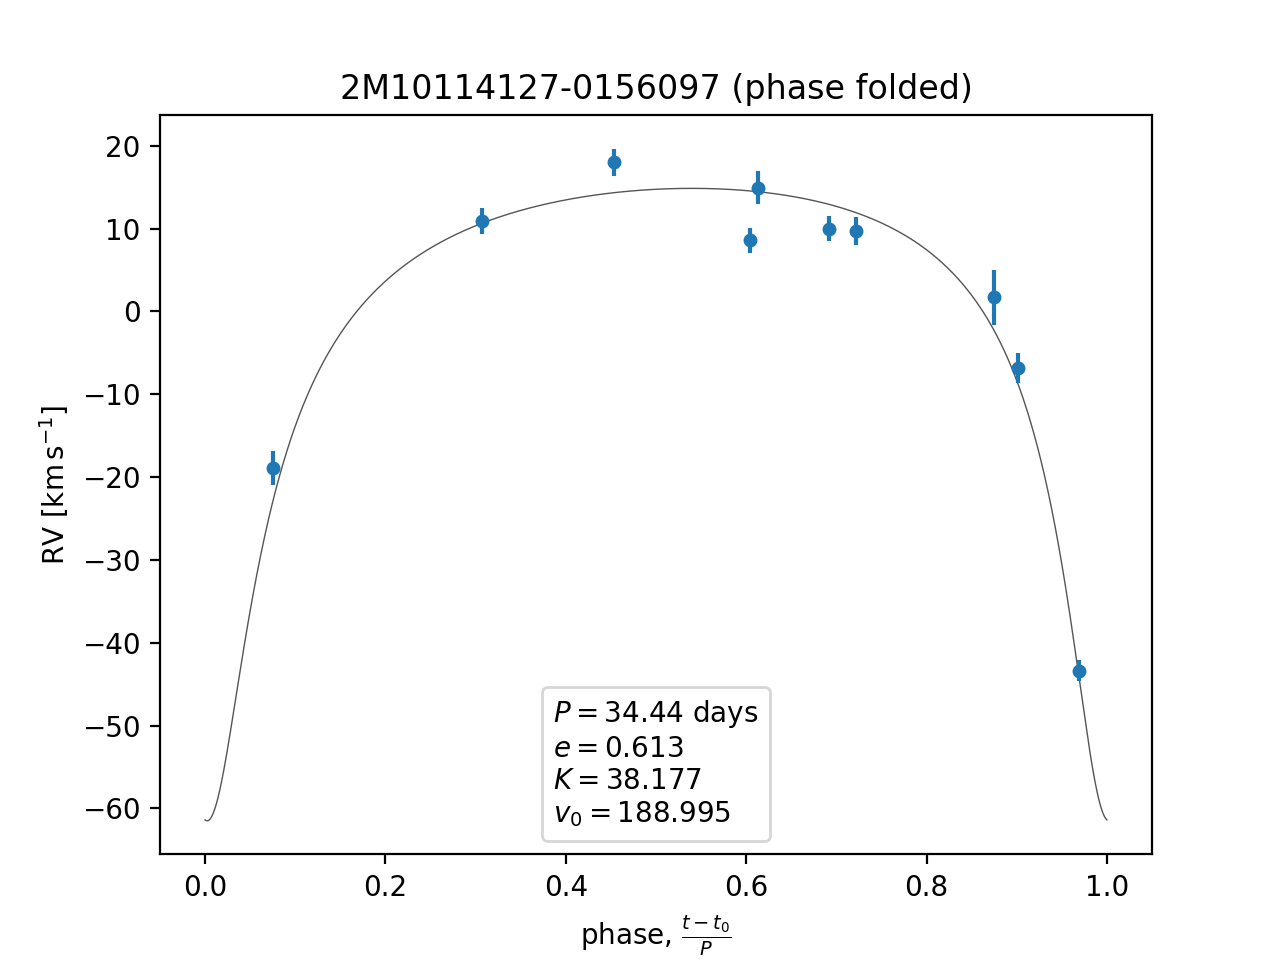 2M10114127-0156097 (phase folded)
RV [km s⁻¹]
20
10
0
−10
−20
−30
−40
−50
−60
P = 34.44 days
e = 0.613
K = 38.177
v₀ = 188.995
0.0 0.2 0.4 0.6 0.8 1.0
phase, (t − t₀)/P